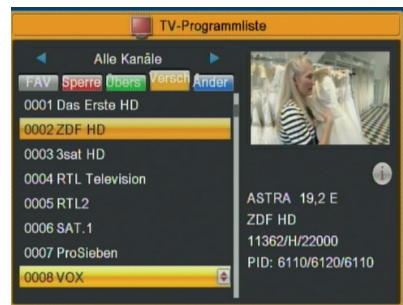 TV-Programmliste
Alle Kanäle
FAV Sperre Übers Versch Änder
0001 Das Erste HD
0002 ZDF HD
0003 3sat HD
0004 RTL Television
0005 RTL2
0006 SAT.1
0007 ProSieben
0008 VOX
ASTRA 19,2 E
ZDF HD
11362/H/22000
PID: 6110/6120/6110